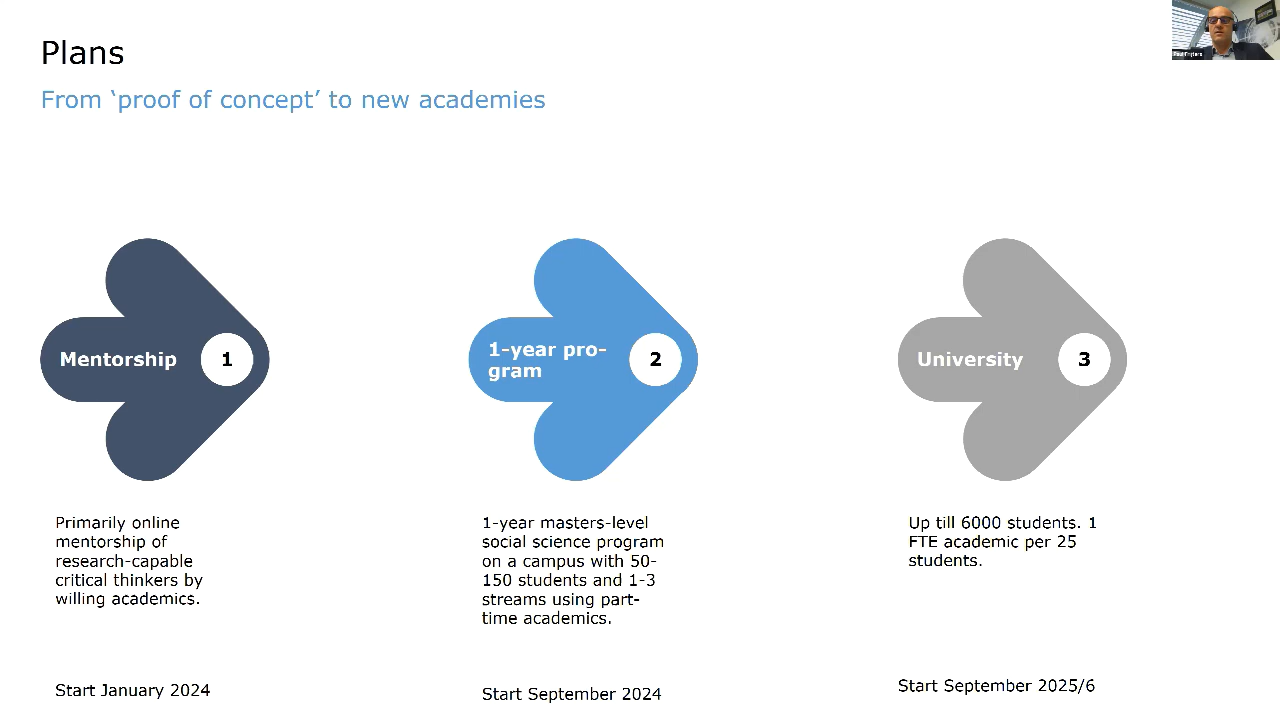 Plans
From ‘proof of concept’ to new academies
Mentorship
1
1-year pro-
gram
2
University
3
Primarily online
mentorship of
research-capable
critical thinkers by
willing academics.
1-year masters-level
social science program
on a campus with 50-
150 students and 1-3
streams using part-
time academics.
Up till 6000 students. 1
FTE academic per 25
students.
Start January 2024
Start September 2024
Start September 2025/6